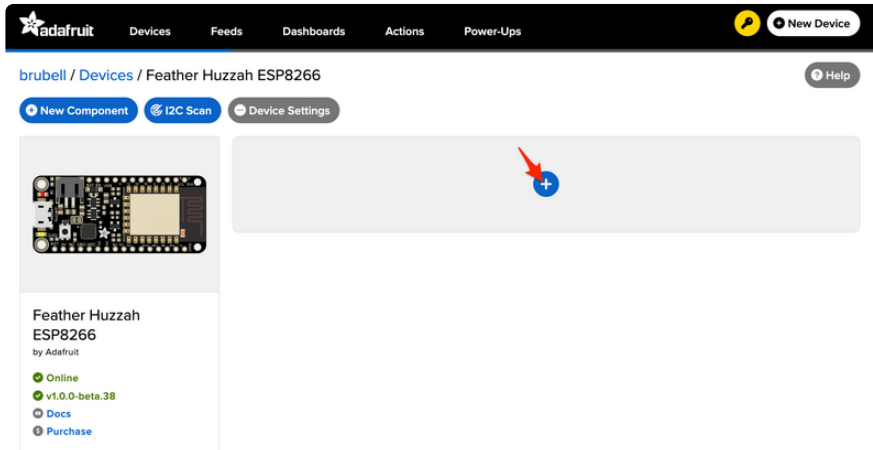 adafruit Devices Feeds Dashboards Actions Power-Ups New Device
brubell / Devices / Feather Huzzah ESP8266 Help
New Component I2C Scan Device Settings
Feather Huzzah
ESP8266
by Adafruit
Online
v1.0.0-beta.38
Docs
Purchase